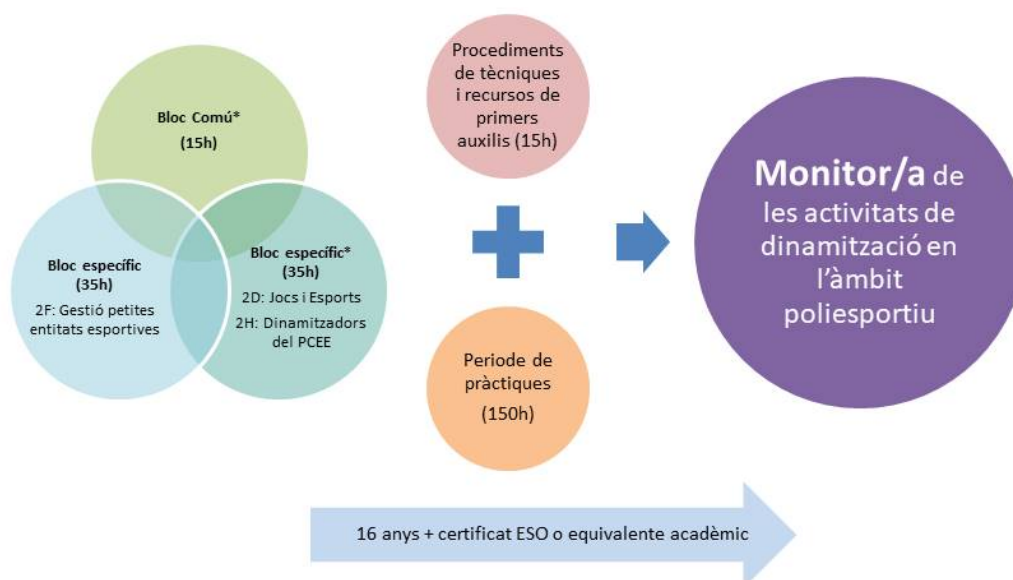 Bloc Comú*
(15h)
Bloc específic
(35h)
2F: Gestió petites
entitats esportives
Bloc específic*
(35h)
2D: Jocs i Esports
2H: Dinamitzadors
del PCEE
Procediments
de tècniques
i recursos de
primers
auxilis (15h)
Periode de
pràctiques
(150h)
Monitor/a de
les activitats de
dinamització en
l'àmbit
poliesportiu
16 anys + certificat ESO o equivalente acadèmic